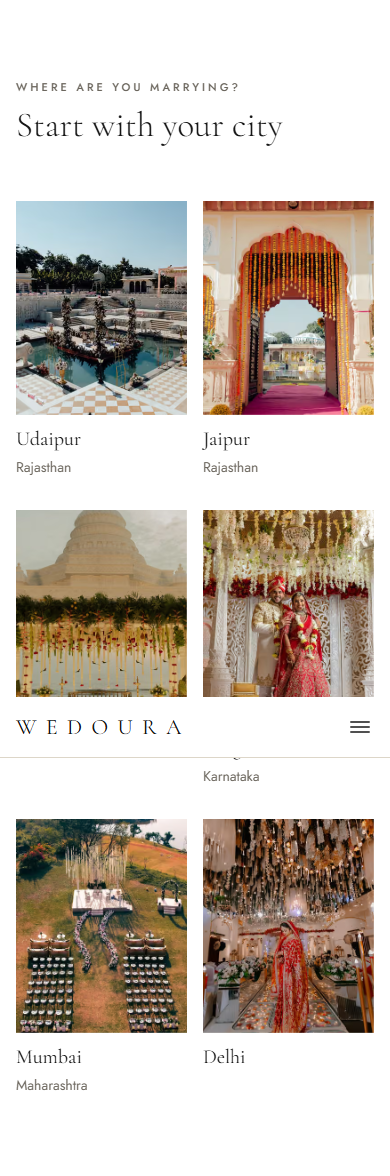 WHERE ARE YOU MARRYING?
Start with your city
Udaipur
Jaipur
Rajasthan
Rajasthan
WEDOURA
Karnataka
Mumbai
Delhi
Maharashtra